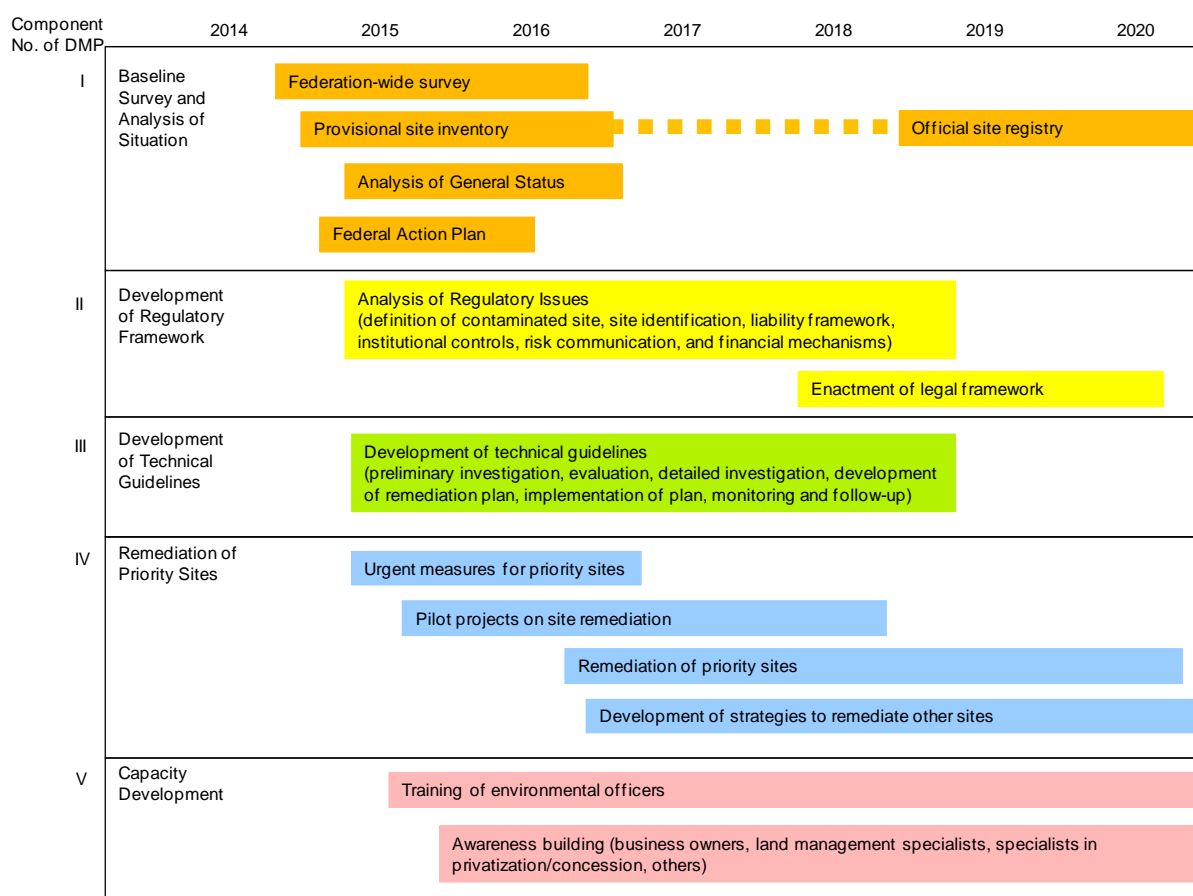 Component
No. of DMP
2014 2015 2016 2017 2018 2019 2020
I
Baseline
Survey and
Analysis of
Situation
Federation-wide survey
Provisional site inventory
Official site registry
Analysis of General Status
Federal Action Plan
II
Development
of Regulatory
Framework
Analysis of Regulatory Issues
(definition of contaminated site, site identification, liability framework,
institutional controls, risk communication, and financial mechanisms)
Enactment of legal framework
III
Development
of Technical
Guidelines
Development of technical guidelines
(preliminary investigation, evaluation, detailed investigation, development
of remediation plan, implementation of plan, monitoring and follow-up)
IV
Remediation of
Priority Sites
Urgent measures for priority sites
Pilot projects on site remediation
Remediation of priority sites
Development of strategies to remediate other sites
V
Capacity
Development
Training of environmental officers
Awareness building (business owners, land management specialists, specialists in
privatization/concession, others)